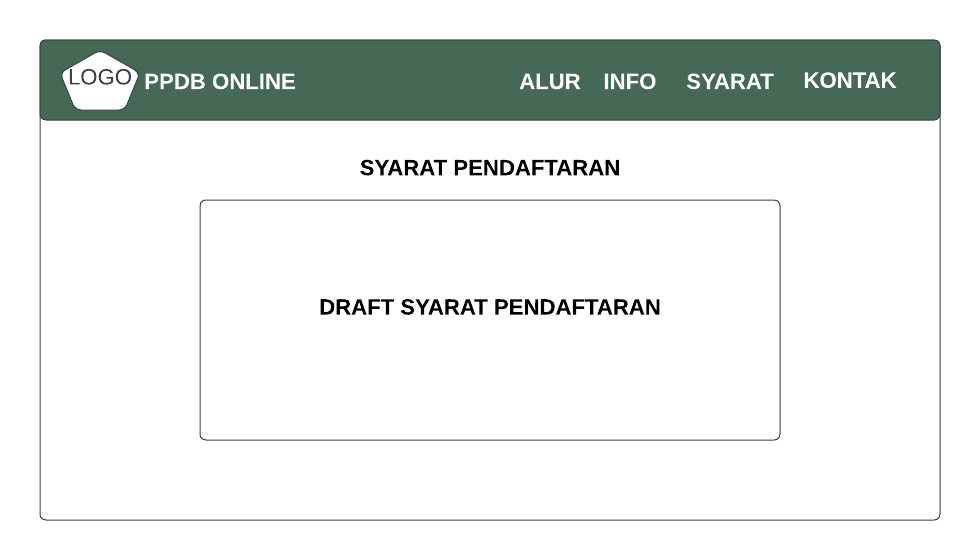 LOGO PPDB ONLINE ALUR INFO SYARAT KONTAK
SYARAT PENDAFTARAN
DRAFT SYARAT PENDAFTARAN